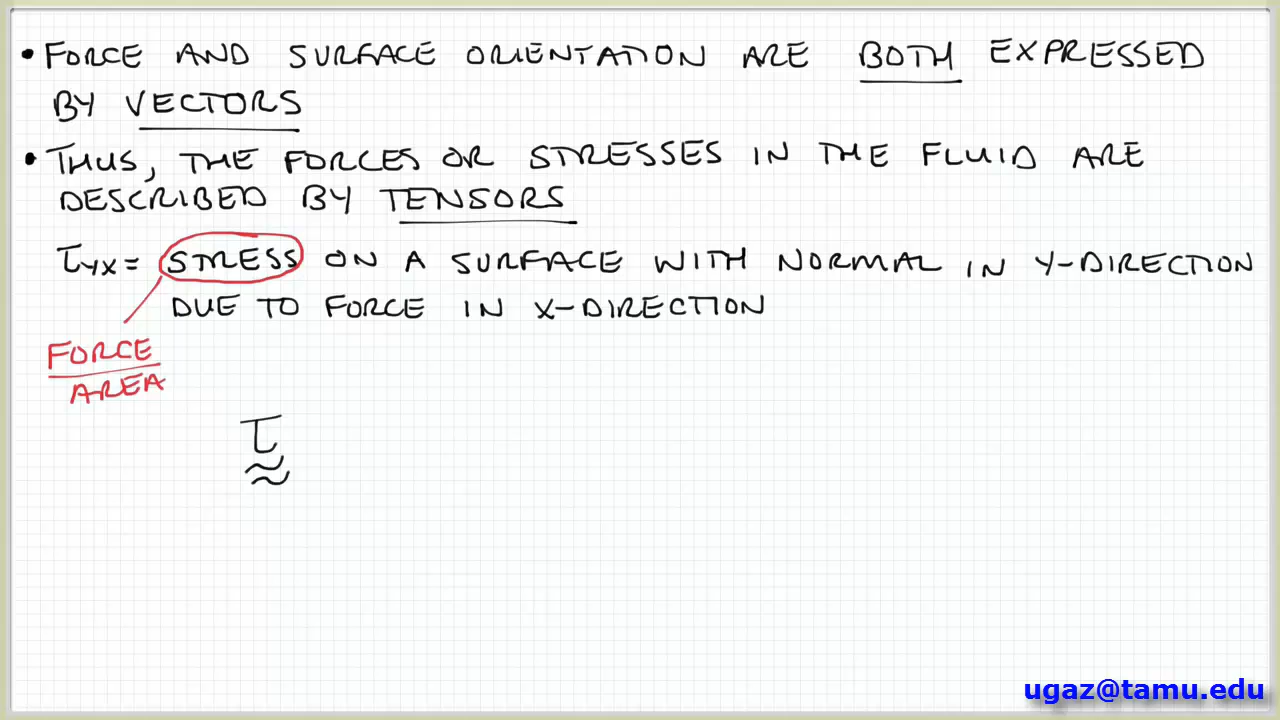 • FORCE AND SURFACE ORIENTATION ARE BOTH EXPRESSED
BY VECTORS
• THUS, THE FORCES OR STRESSES IN THE FLUID ARE
DESCRIBED BY TENSORS
τyx = STRESS ON A SURFACE WITH NORMAL IN Y-DIRECTION
DUE TO FORCE IN X-DIRECTION
FORCE
AREA
τ
≈
ugaz@tamu.edu